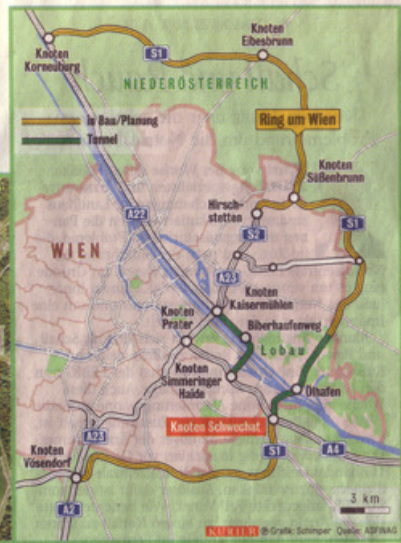 Knoten
Korneuburg
S1
Knoten
Eibesbrunn
NIEDERÖSTERREICH
in Bau/Planung
Tunnel
Ring um Wien
Knoten
Süßenbrunn
Hirsch-
stetten
A22
S2
S1
WIEN
A23
Knoten
Kaisermühlen
Knoten
Prater
Biberhaufenweg
Lobau
Knoten
Simmeringer
Haide
Ölhafen
Knoten Schwechat
A23
Knoten
Vösendorf
S1
A4
A2
3 km
KURIER Grafik: Schimper Quelle: ASFINAG